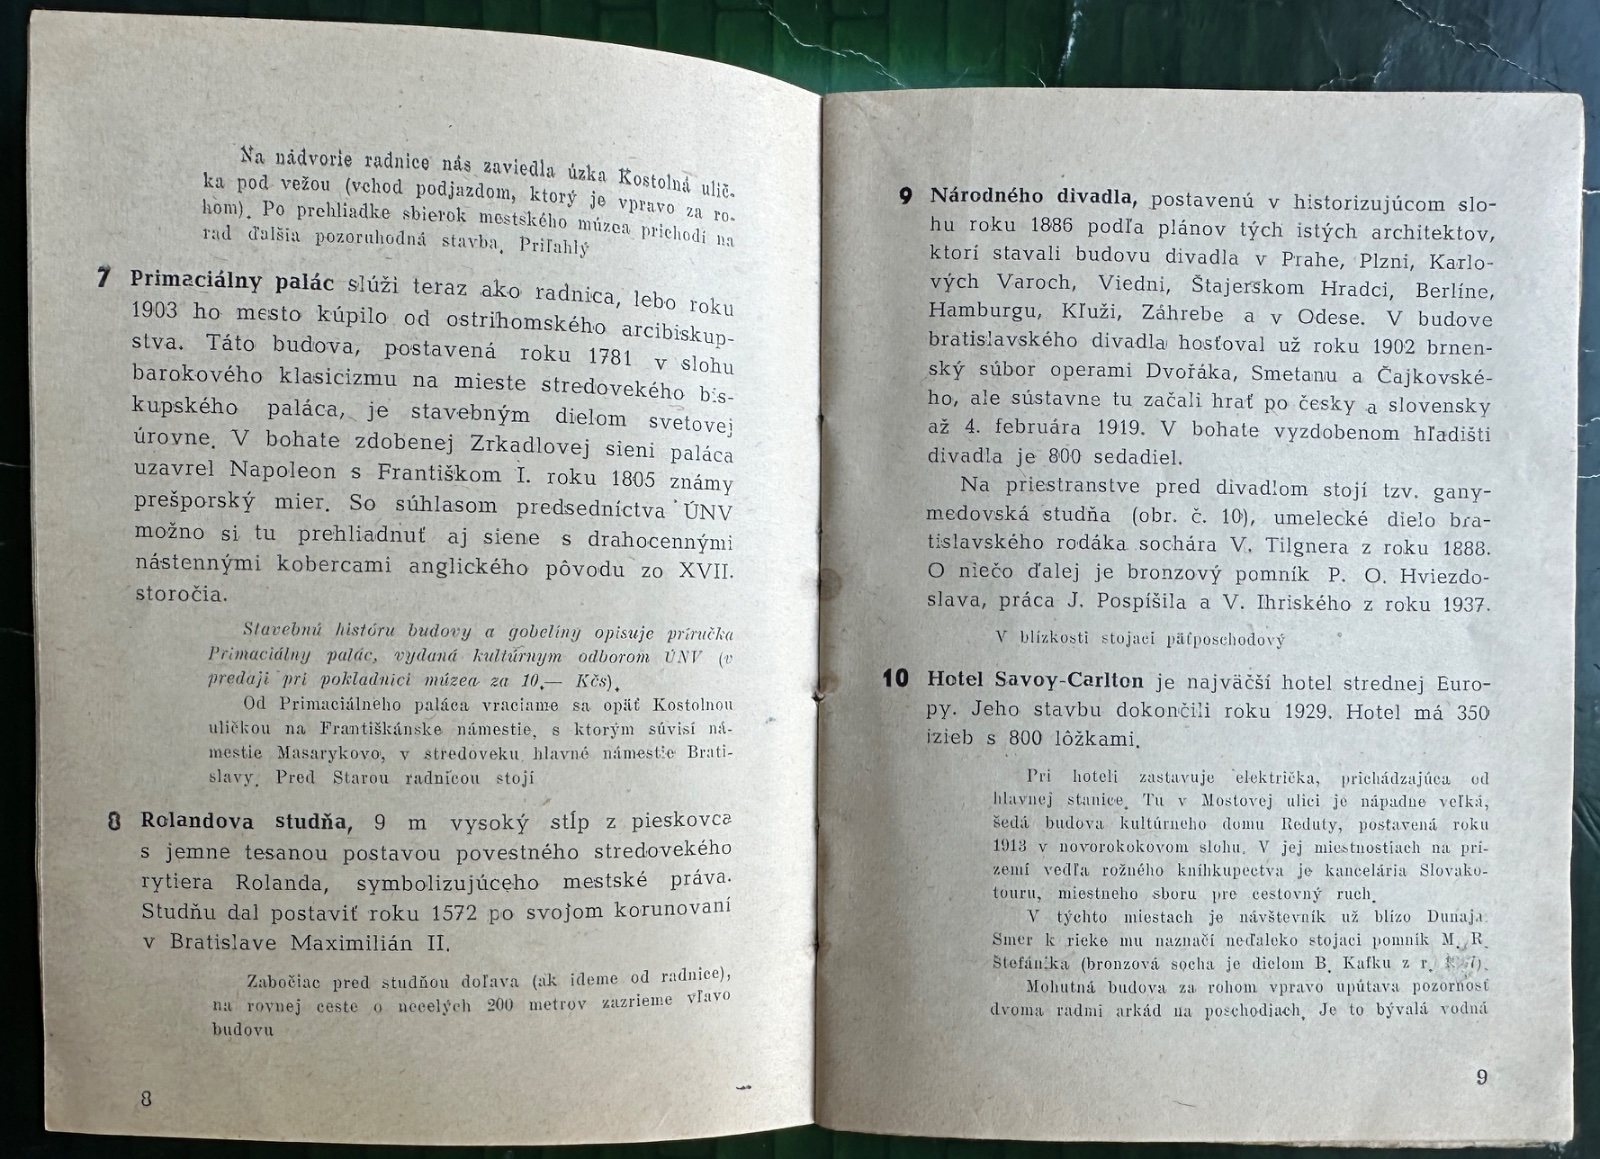 Na nádvorie radnice nás zaviedla úzka Kostolná ulič-
ka pod vežou (vchod podjazdom, ktorý je vpravo za ro-
hom). Po prehliadke sbierok mestského múzea prichodí na
rad ďalšia pozoruhodná stavba. Priľahlý
7 Primaciálny palác slúži teraz ako radnica, lebo roku
1903 ho mesto kúpilo od ostrihomského arcibiskup-
stva. Táto budova, postavená roku 1781 v slohu
barokového klasicizmu na mieste stredovekého bis-
kupského paláca, je stavebným dielom svetovej
úrovne. V bohate zdobenej Zrkadlovej sieni paláca
uzavrel Napoleon s Františkom I. roku 1805 známy
prešporský mier. So súhlasom predsedníctva ÚNV
možno si tu prehliadnuť aj siene s drahocennými
nástennými kobercami anglického pôvodu zo XVII.
storočia.
Stavebnú históru budovy a gobelíny opisuje príručka
Primaciálny palác, vydaná kultúrnym odborom ÚNV (v
predaji pri pokladnici múzea za 10.— Kčs).
Od Primaciálneho paláca vraciame sa opäť Kostolnou
uličkou na Františkánske námestie, s ktorým súvisí ná-
mestie Masarykovo, v stredoveku hlavné námestie Brati-
slavy. Pred Starou radnicou stojí
8 Rolandova studňa, 9 m vysoký stĺp z pieskovca
s jemne tesanou postavou povestného stredovekého
rytiera Rolanda, symbolizujúceho mestské práva.
Studňu dal postaviť roku 1572 po svojom korunovaní
v Bratislave Maximilián II.
Zabočiac pred studňou doľava (ak ideme od radnice),
na rovnej ceste o necelých 200 metrov zazrieme vľavo
budovu
8
9 Národného divadla, postavenú v historizujúcom slo-
hu roku 1886 podľa plánov tých istých architektov,
ktorí stavali budovu divadla v Prahe, Plzni, Karlo-
vých Varoch, Viedni, Štajerskom Hradci, Berlíne,
Hamburgu, Kľuži, Záhrebe a v Odese. V budove
bratislavského divadla hosťoval už roku 1902 brnen-
ský súbor operami Dvořáka, Smetanu a Čajkovské-
ho, ale sústavne tu začali hrať po česky a slovensky
až 4. februára 1919. V bohate vyzdobenom hľadišti
divadla je 800 sedadiel.
Na priestranstve pred divadlom stojí tzv. gany-
medovská studňa (obr. č. 10), umelecké dielo bra-
tislavského rodáka sochára V. Tilgnera z roku 1888.
O niečo ďalej je bronzový pomník P. O. Hviezdo-
slava, práca J. Pospíšila a V. Ihriského z roku 1937.
V blízkosti stojaci päťposchodový
10 Hotel Savoy-Carlton je najväčší hotel strednej Euro-
py. Jeho stavbu dokončili roku 1929. Hotel má 350
izieb s 800 lôžkami.
Pri hoteli zastavuje električka, prichádzajúca od
hlavnej stanice. Tu v Mostovej ulici je nápadne veľká,
šedá budova kultúrneho domu Reduty, postavená roku
1913 v novorokokovom slohu. V jej miestnostiach na prí-
zemí vedľa rožného kníhkupectva je kancelária Slovako-
touru, miestneho sboru pre cestovný ruch.
V týchto miestach je návštevník už blízo Dunaja.
Smer k rieke mu naznačí neďaleko stojaci pomník M. R.
Štefánika (bronzová socha je dielom B. Kafku z r.
Mohutná budova za rohom vpravo upútava pozornosť
dvoma radmi arkád na poschodiach. Je to bývalá vodná
9